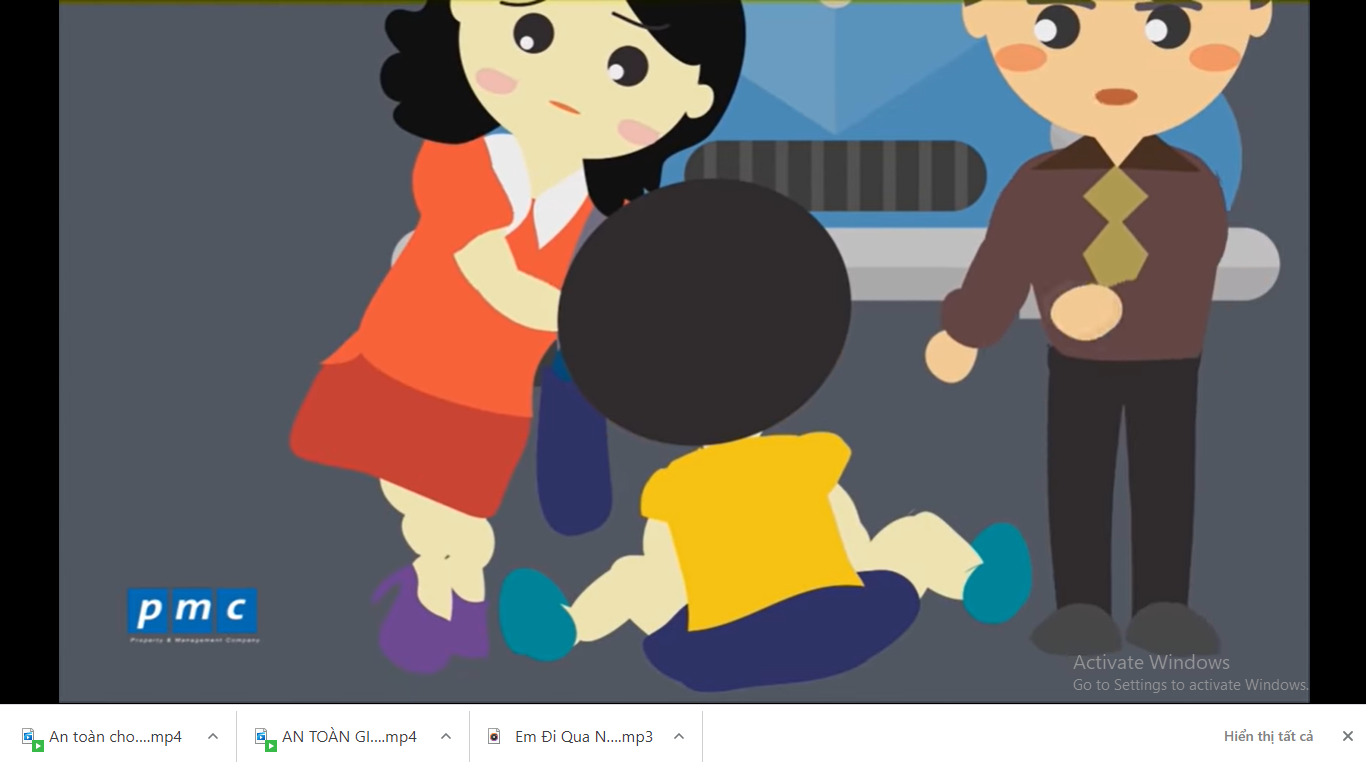 pmc
Property & Management Company
Activate Windows
Go to Settings to activate Windows.
An toàn cho....mp4
AN TOÀN GI....mp4
Em Đi Qua N....mp3
Hiển thị tất cả